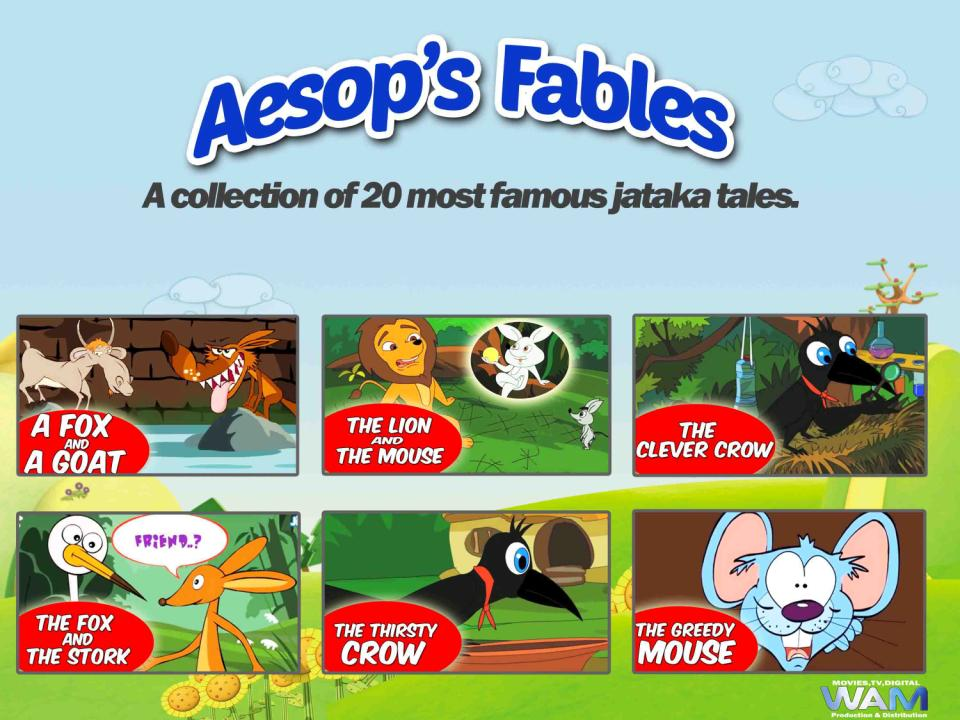 Aesop's Fables
A collection of 20 most famous jataka tales.
A FOX
AND
A GOAT
THE LION
AND
THE MOUSE
THE
CLEVER CROW
FRIEND..?
THE FOX
AND
THE STORK
THE THIRSTY
CROW
THE GREEDY
MOUSE
MOVIES,TV,DIGITAL
WAM
Production & Distribution